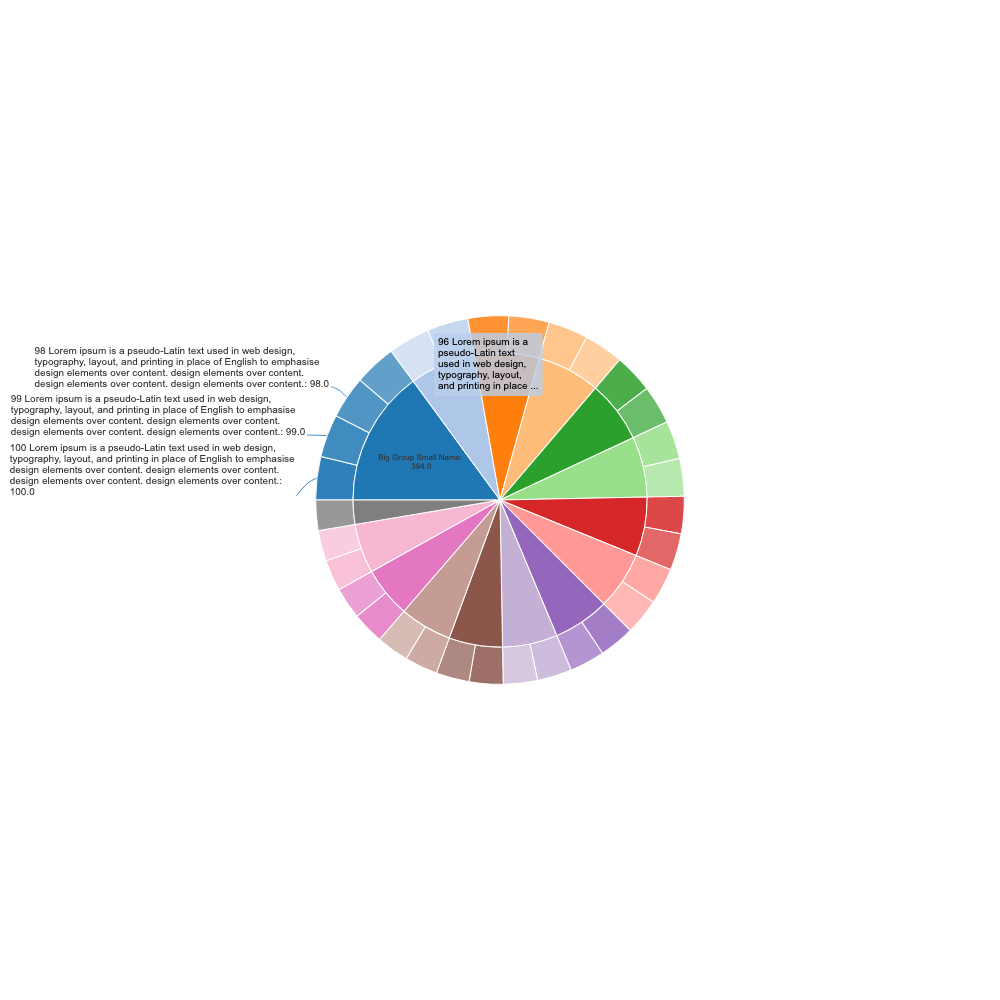 98 Lorem ipsum is a pseudo-Latin text used in web design,
typography, layout, and printing in place of English to emphasise
design elements over content. design elements over content.
design elements over content. design elements over content.: 98.0
99 Lorem ipsum is a pseudo-Latin text used in web design,
typography, layout, and printing in place of English to emphasise
design elements over content. design elements over content.
design elements over content. design elements over content.: 99.0
100 Lorem ipsum is a pseudo-Latin text used in web design,
typography, layout, and printing in place of English to emphasise
design elements over content. design elements over content.
design elements over content. design elements over content.:
100.0
96 Lorem ipsum is a
pseudo-Latin text
used in web design,
typography, layout,
and printing in place ...
Big Group Small Name:
394.0